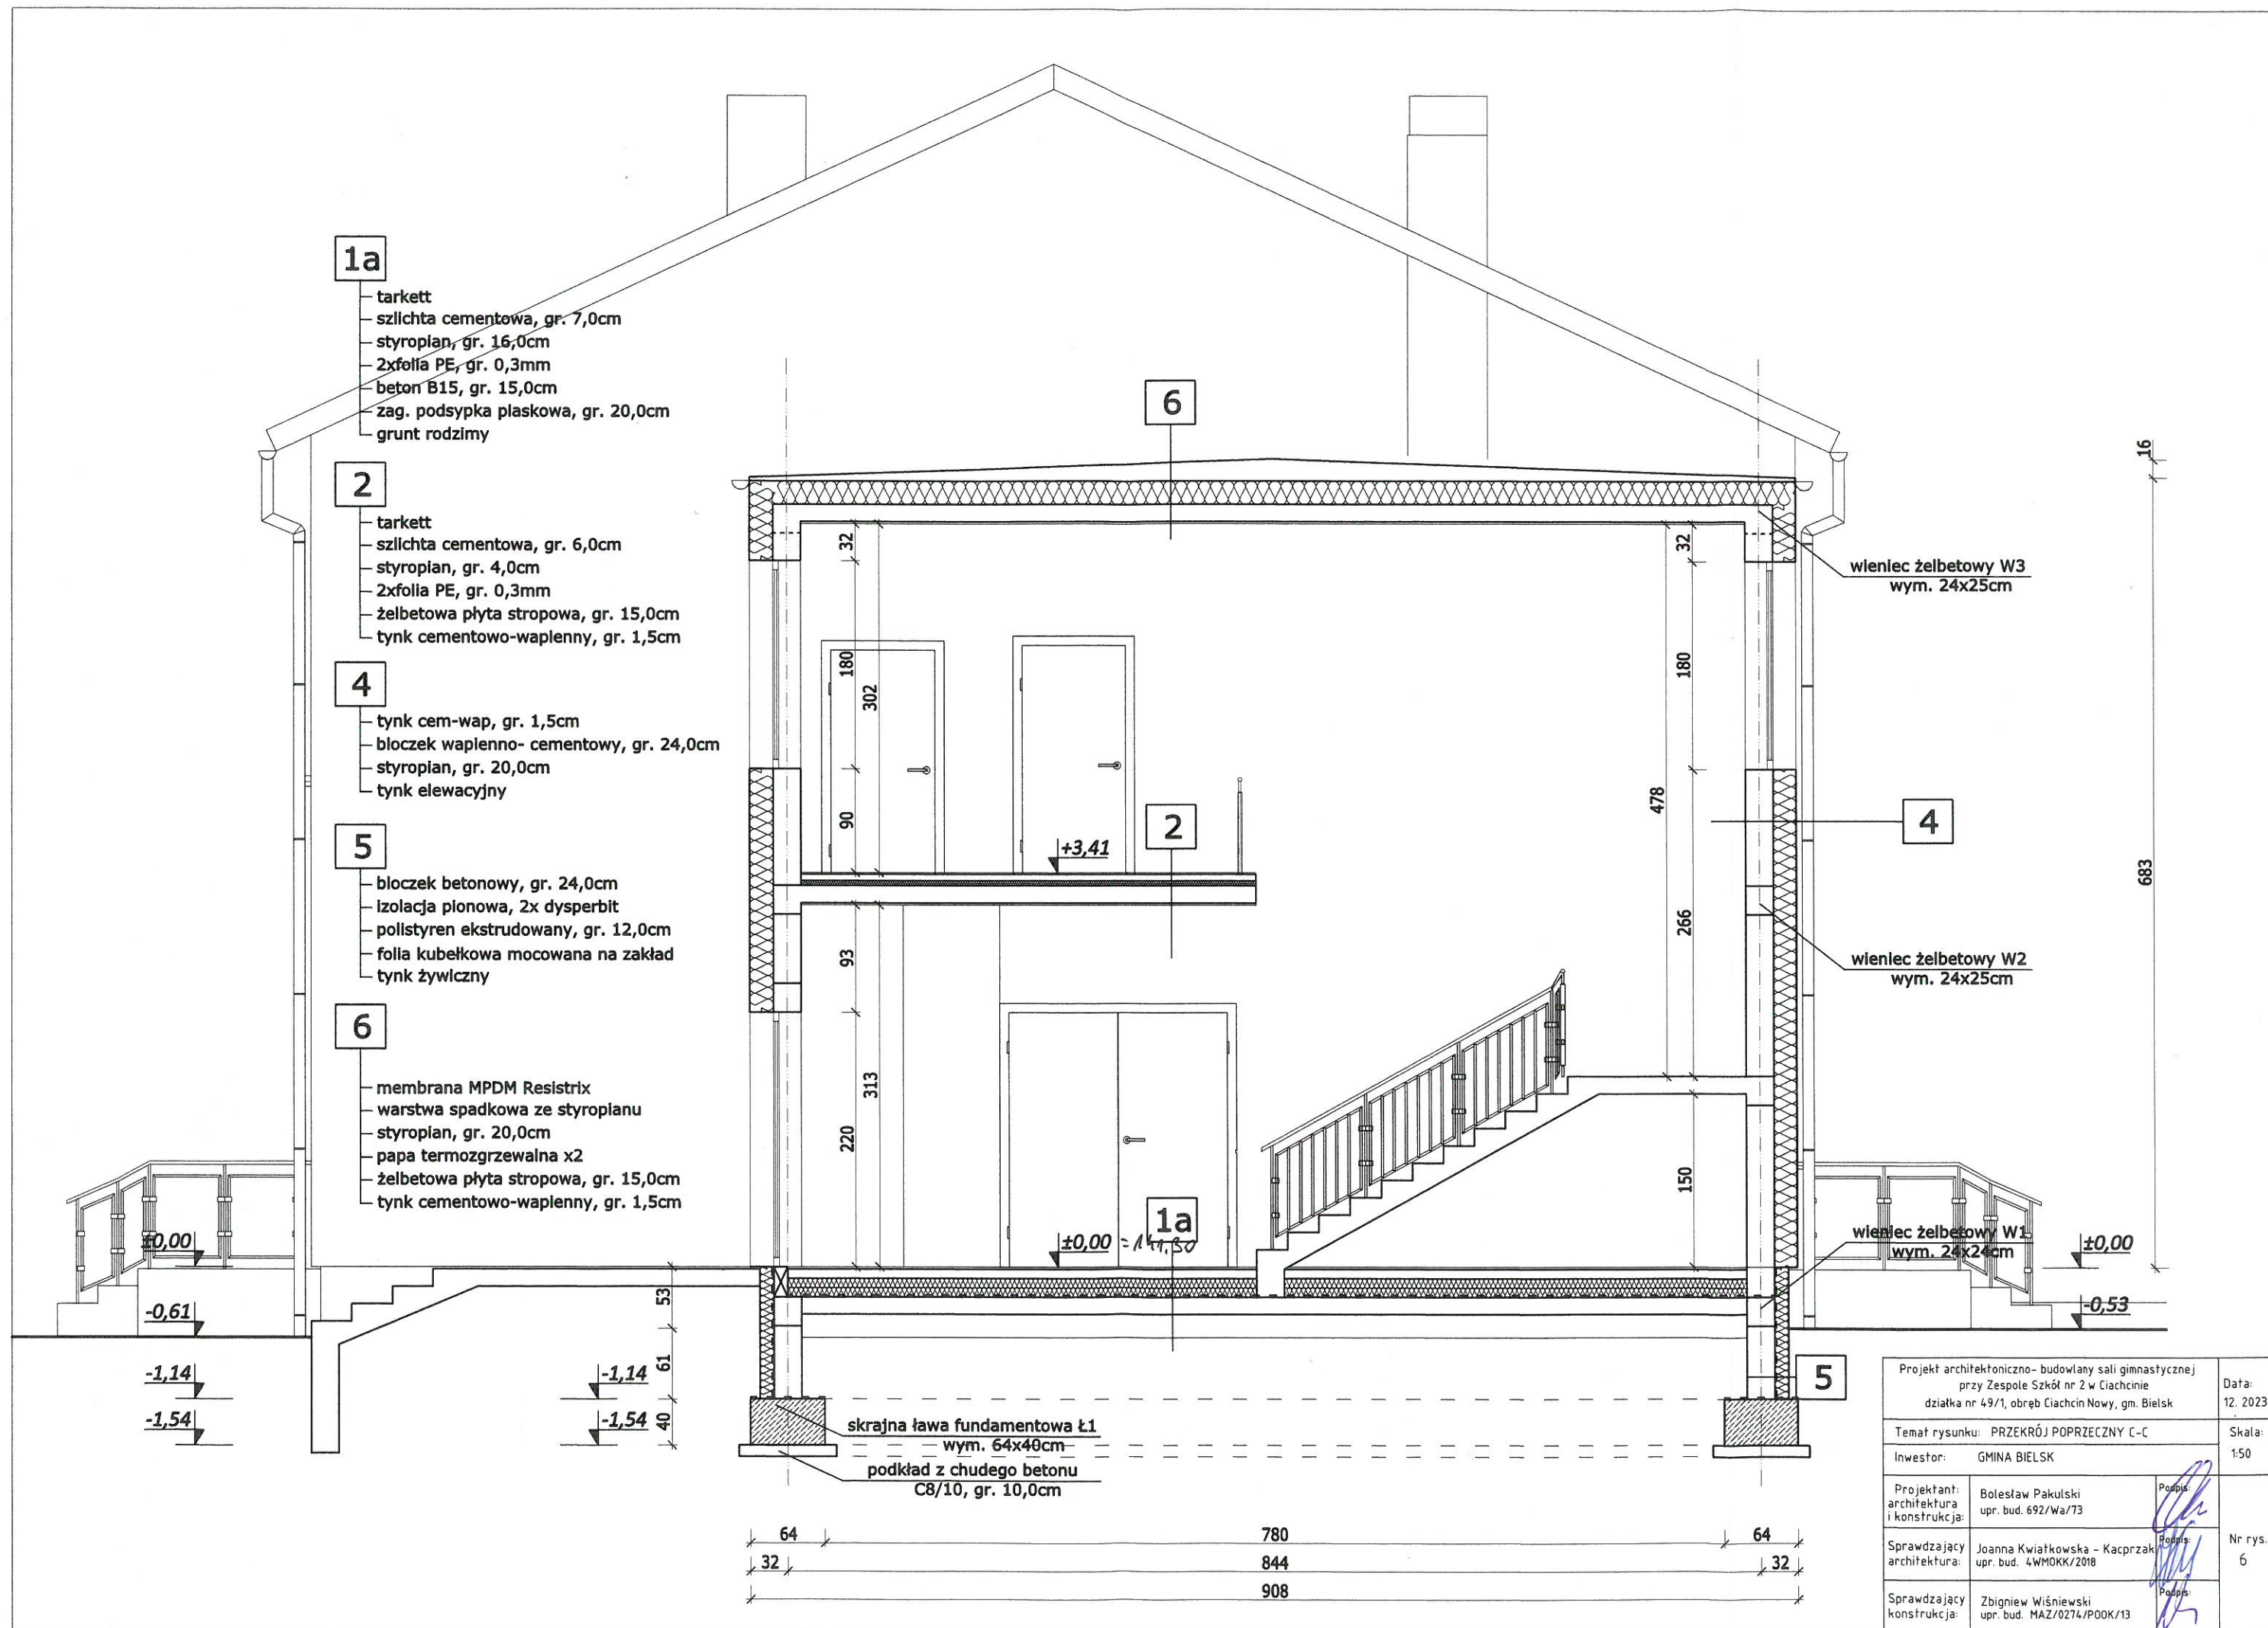 1a
tarkett
szlichta cementowa, gr. 7,0cm
styropian, gr. 16,0cm
2xfolia PE, gr. 0,3mm
beton B15, gr. 15,0cm
zag. podsypka piaskowa, gr. 20,0cm
grunt rodzimy
2
tarkett
szlichta cementowa, gr. 6,0cm
styropian, gr. 4,0cm
2xfolia PE, gr. 0,3mm
żelbetowa płyta stropowa, gr. 15,0cm
tynk cementowo-wapienny, gr. 1,5cm
4
tynk cem-wap, gr. 1,5cm
bloczek wapienno- cementowy, gr. 24,0cm
styropian, gr. 20,0cm
tynk elewacyjny
5
bloczek betonowy, gr. 24,0cm
izolacja pionowa, 2x dysperbit
polistyren ekstrudowany, gr. 12,0cm
folia kubełkowa mocowana na zakład
tynk żywiczny
6
membrana MPDM Resistrix
warstwa spadkowa ze styropianu
styropian, gr. 20,0cm
papa termozgrzewalna x2
żelbetowa płyta stropowa, gr. 15,0cm
tynk cementowo-wapienny, gr. 1,5cm
±0,00
-0,61
-1,14
-1,54
-1,14
-1,54
53
61
40
6
32
180
302
90
93
313
220
+3,41
2
1a
±0,00 = 141,30
32
180
478
266
150
4
16
683
wieniec żelbetowy W3
wym. 24x25cm
wieniec żelbetowy W2
wym. 24x25cm
wieniec żelbetowy W1
wym. 24x24cm
±0,00
-0,53
5
skrajna ława fundamentowa Ł1
wym. 64x40cm
podkład z chudego betonu
C8/10, gr. 10,0cm
64 780 64
32 844 32
908
Projekt architektoniczno- budowlany sali gimnastycznej
przy Zespole Szkół nr 2 w Ciachcinie
działka nr 49/1, obręb Ciachcin Nowy, gm. Bielsk
Data:
12. 2023
Temat rysunku: PRZEKRÓJ POPRZECZNY C-C
Skala:
1:50
Inwestor: GMINA BIELSK
Projektant:
architektura
i konstrukcja:
Bolesław Pakulski
upr. bud. 692/Wa/73
Podpis:
Sprawdzający
architektura:
Joanna Kwiatkowska - Kacprzak
upr. bud. 4WMOKK/2018
Podpis:
Nr rys.
6
Sprawdzający
konstrukcja:
Zbigniew Wiśniewski
upr. bud. MAZ/0274/POOK/13
Podpis: